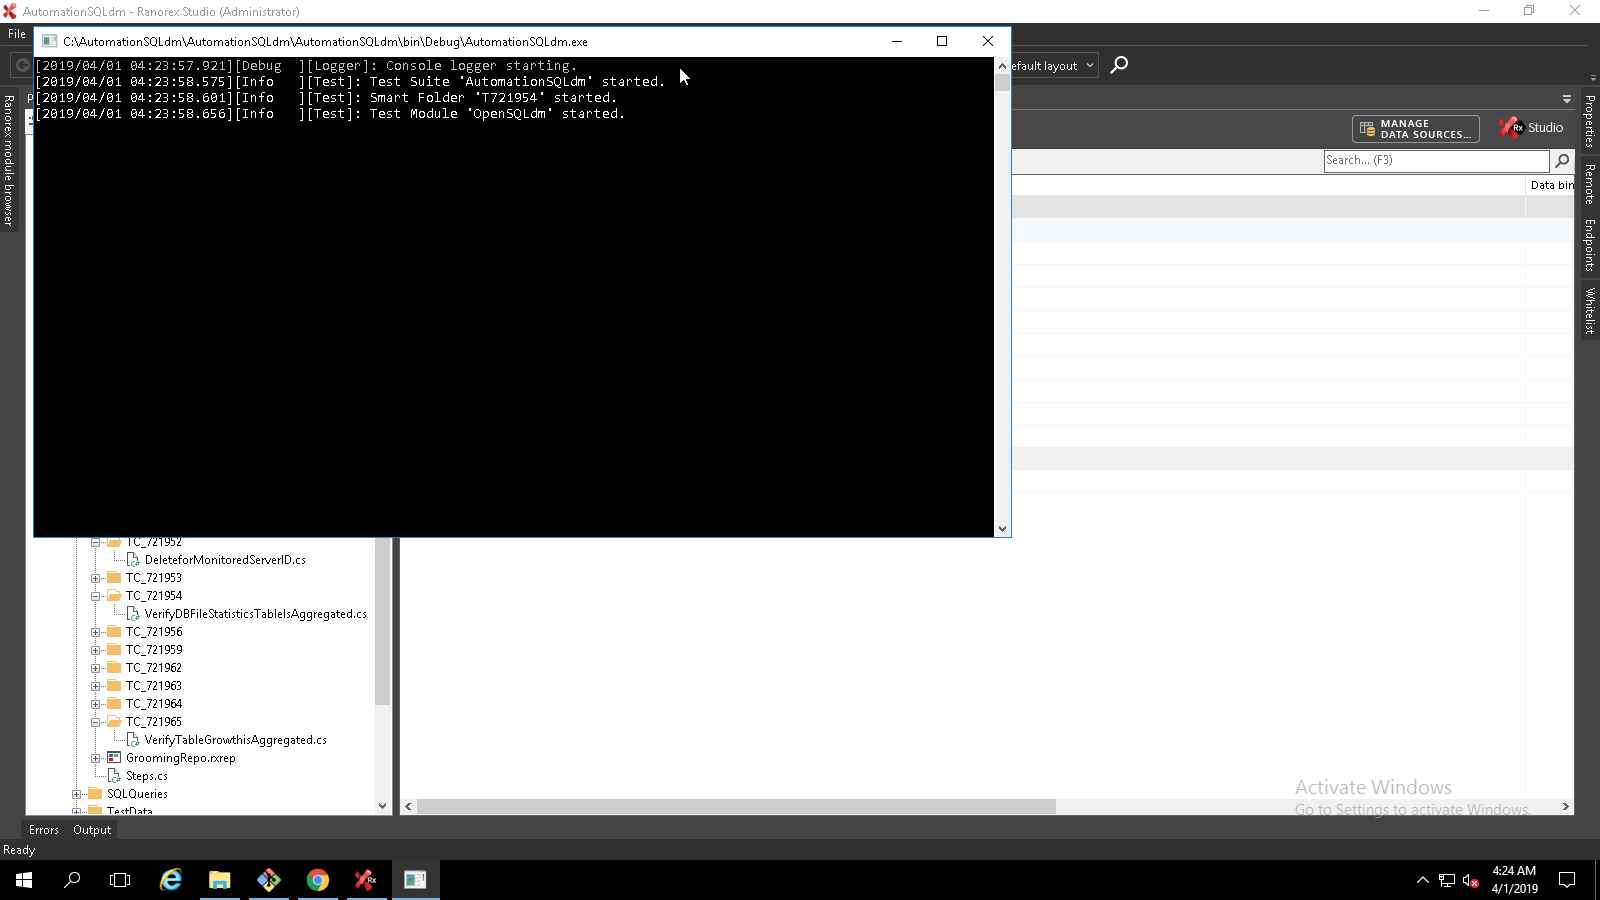 AutomationSQLdm - Ranorex Studio (Administrator)
File
C:\AutomationSQLdm\AutomationSQLdm\AutomationSQLdm\bin\Debug\AutomationSQLdm.exe
[2019/04/01 04:23:57.921][Debug  ][Logger]: Console logger starting.
[2019/04/01 04:23:58.575][Info   ][Test]: Test Suite 'AutomationSQLdm' started.
[2019/04/01 04:23:58.601][Info   ][Test]: Smart Folder 'T721954' started.
[2019/04/01 04:23:58.656][Info   ][Test]: Test Module 'OpenSQLdm' started.
efault layout
MANAGE
DATA SOURCES...
Rx Studio
Search... (F3)
Data bin
Ranorex module browser
Properties
Remote
Endpoints
Whitelist
TC_721952
DeleteforMonitoredServerID.cs
TC_721953
TC_721954
VerifyDBFileStatisticsTableIsAggregated.cs
TC_721956
TC_721959
TC_721962
TC_721963
TC_721964
TC_721965
VerifyTableGrowthisAggregated.cs
GroomingRepo.rxrep
Steps.cs
SQLQueries
TestData
Activate Windows
Go to Settings to activate Windows.
Errors Output
Ready
Rx
4:24 AM
4/1/2019